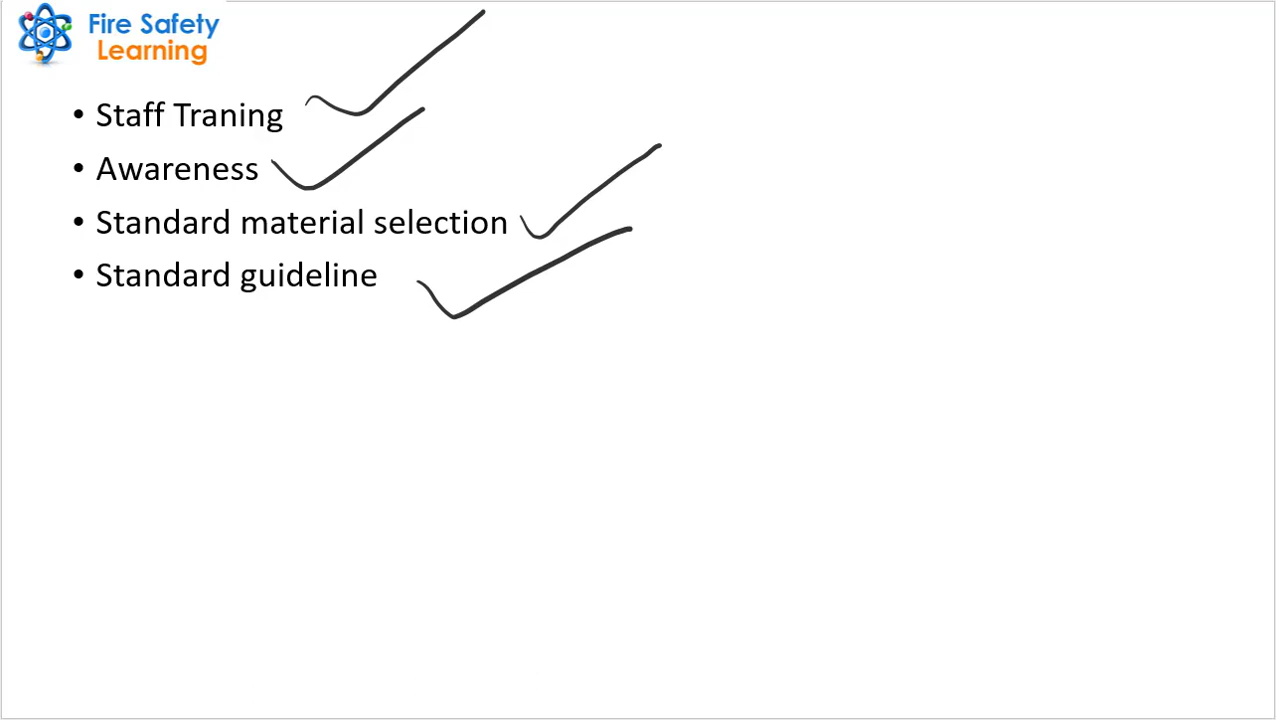 Fire Safety
Learning
• Staff Traning
• Awareness
• Standard material selection
• Standard guideline